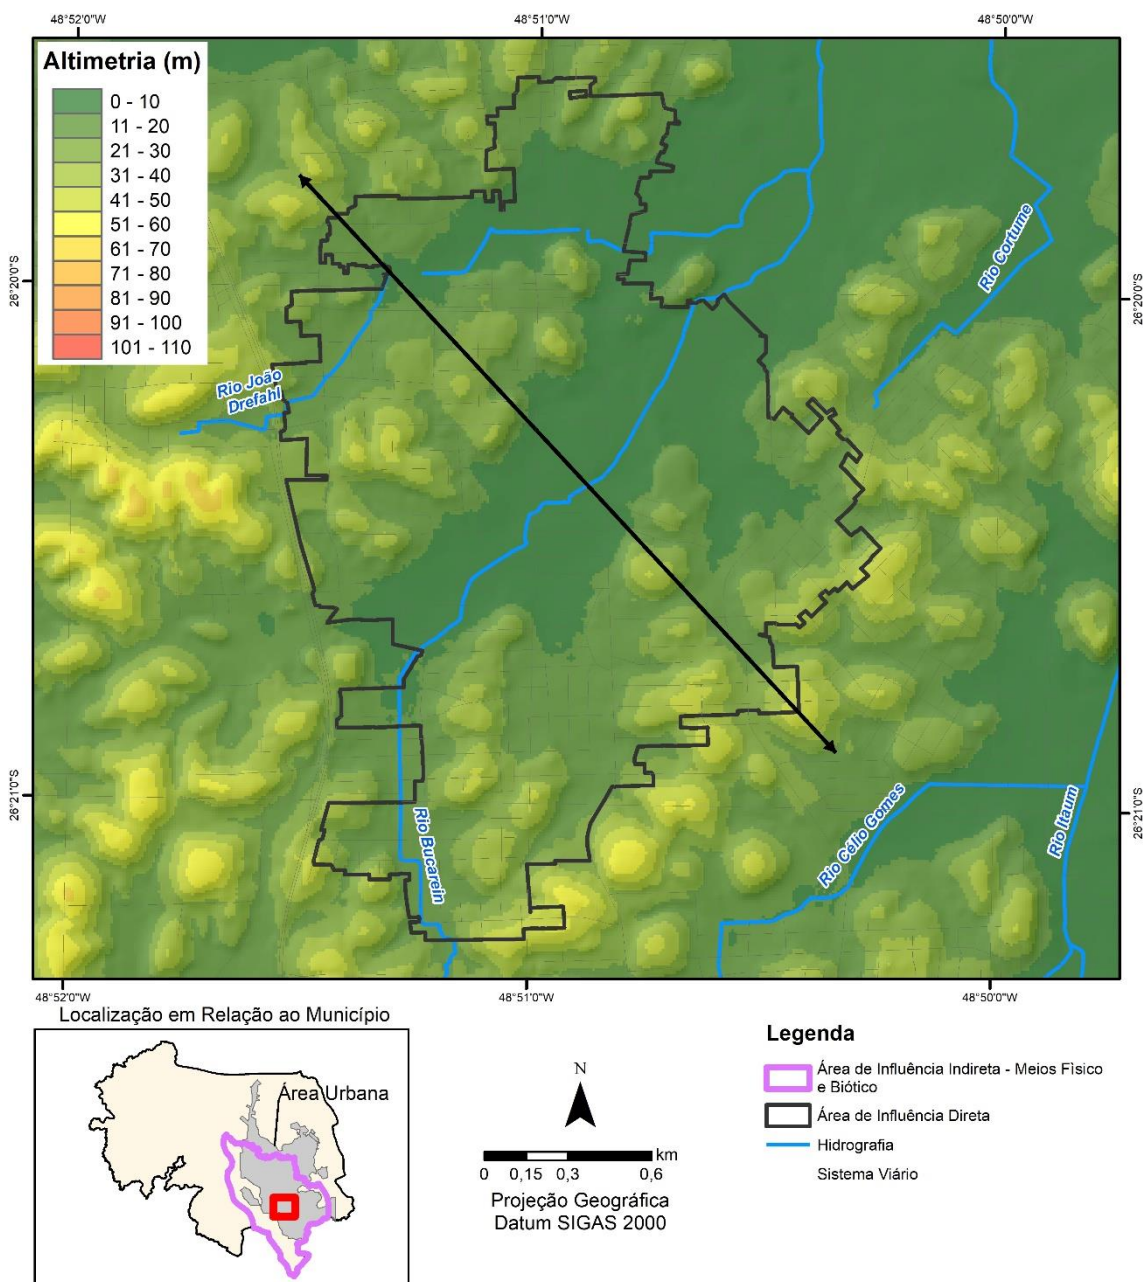 48°52'0"W
48°51'0"W
48°50'0"W
Altimetria (m)
0 - 10
11 - 20
21 - 30
31 - 40
41 - 50
51 - 60
61 - 70
71 - 80
81 - 90
91 - 100
101 - 110
26°20'0"S
26°20'0"S
Rio Cortume
Rio João
Drefahl
26°21'0"S
26°21'0"S
Rio Bucarein
Rio Célio Gomes
Rio Itaum
48°52'0"W
48°51'0"W
48°50'0"W
Localização em Relação ao Município
Área Urbana
N
km
0 0,15 0,3 0,6
Projeção Geográfica
Datum SIGAS 2000
Legenda
Área de Influência Indireta - Meios Físico
e Biótico
Área de Influência Direta
Hidrografia
Sistema Viário